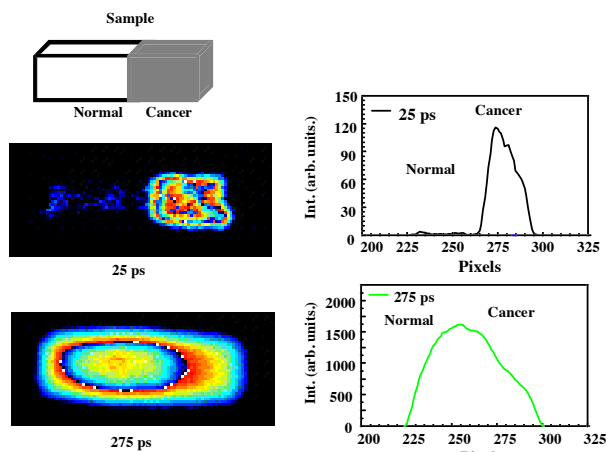 Sample
Normal Cancer
25 ps
275 ps
Int. (arb. units.)
150
120
90
60
30
0
25 ps
Cancer
Normal
200 225 250 275 300 325
Pixels
Int. (arb. units.)
2000
1500
1000
500
0
275 ps
Normal
Cancer
200 225 250 275 300 325